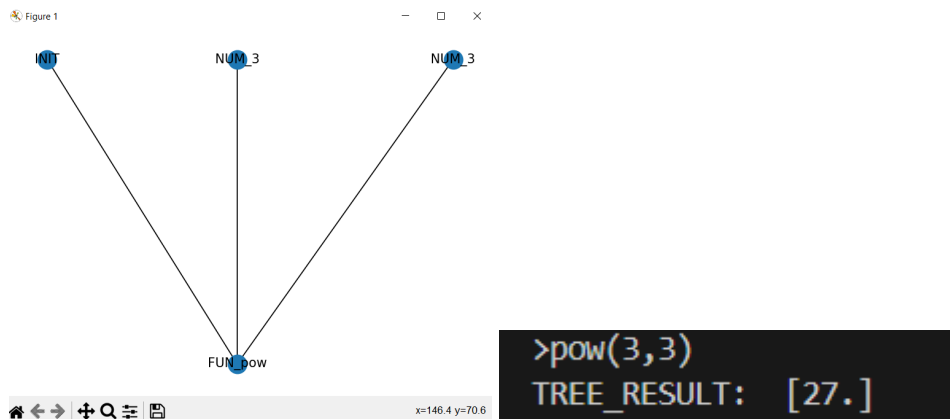 Figure 1
INIT NUM_3 NUM_3
FUN_pow
x=146.4 y=70.6
>pow(3,3)
TREE_RESULT: [27.]